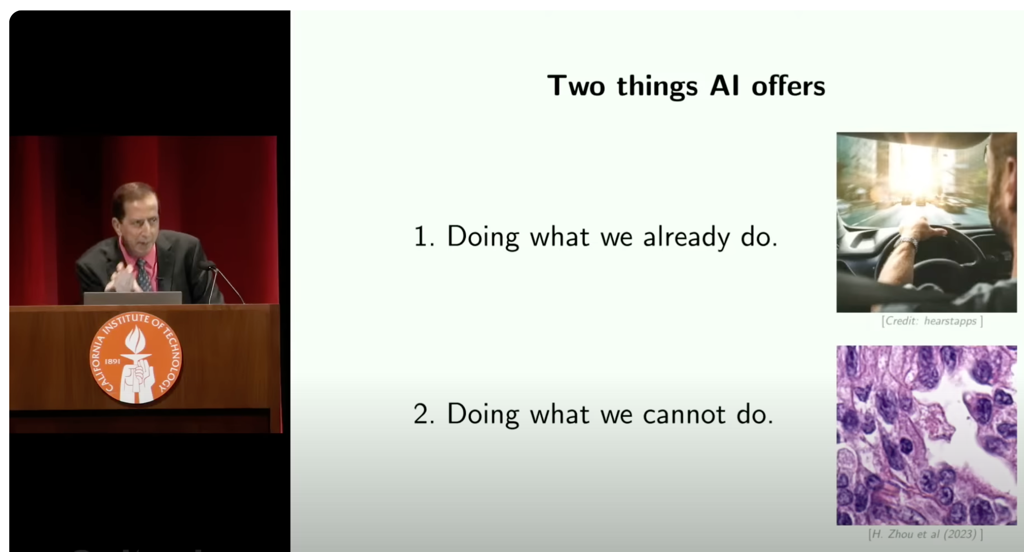 Two things AI offers
1. Doing what we already do.
[Credit: hearstapps ]
2. Doing what we cannot do.
[H. Zhou et al (2023) ]
CALIFORNIA INSTITUTE OF TECHNOLOGY
1891